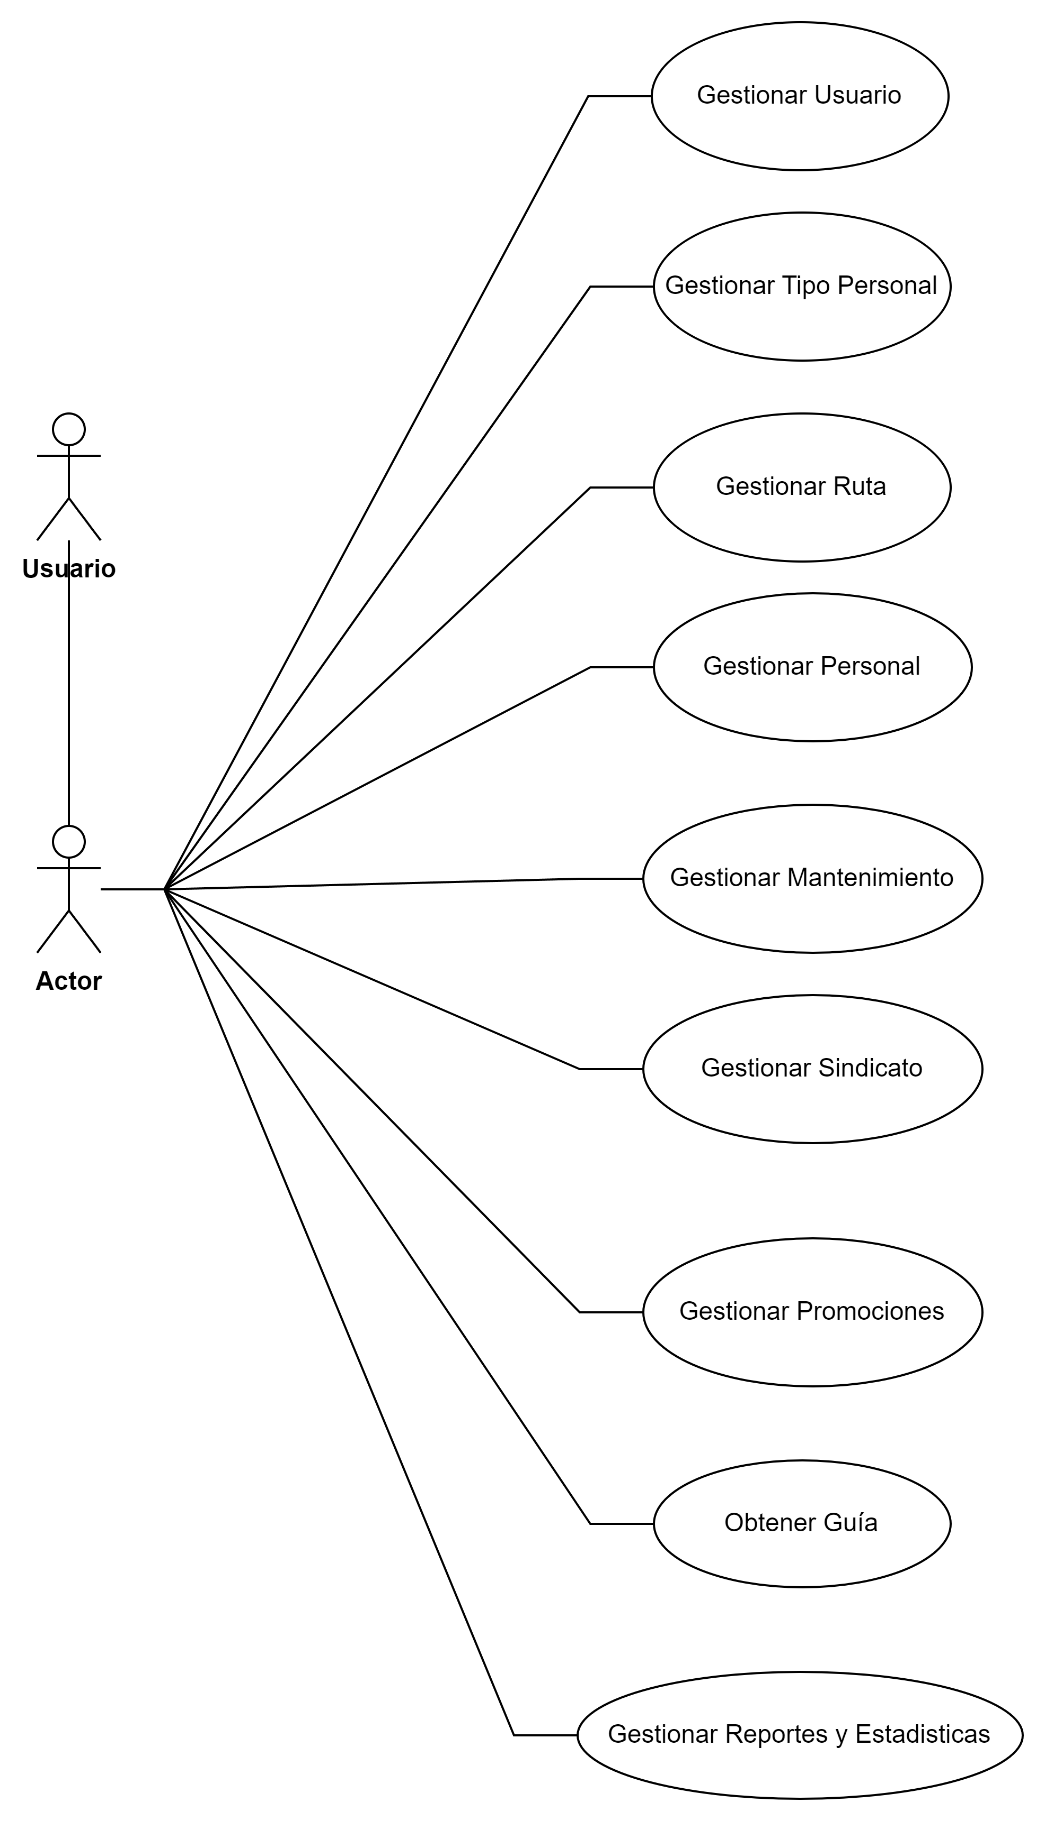 Gestionar Usuario
Gestionar Tipo Personal
Gestionar Ruta
Usuario
Gestionar Personal
Gestionar Mantenimiento
Actor
Gestionar Sindicato
Gestionar Promociones
Obtener Guía
Gestionar Reportes y Estadisticas